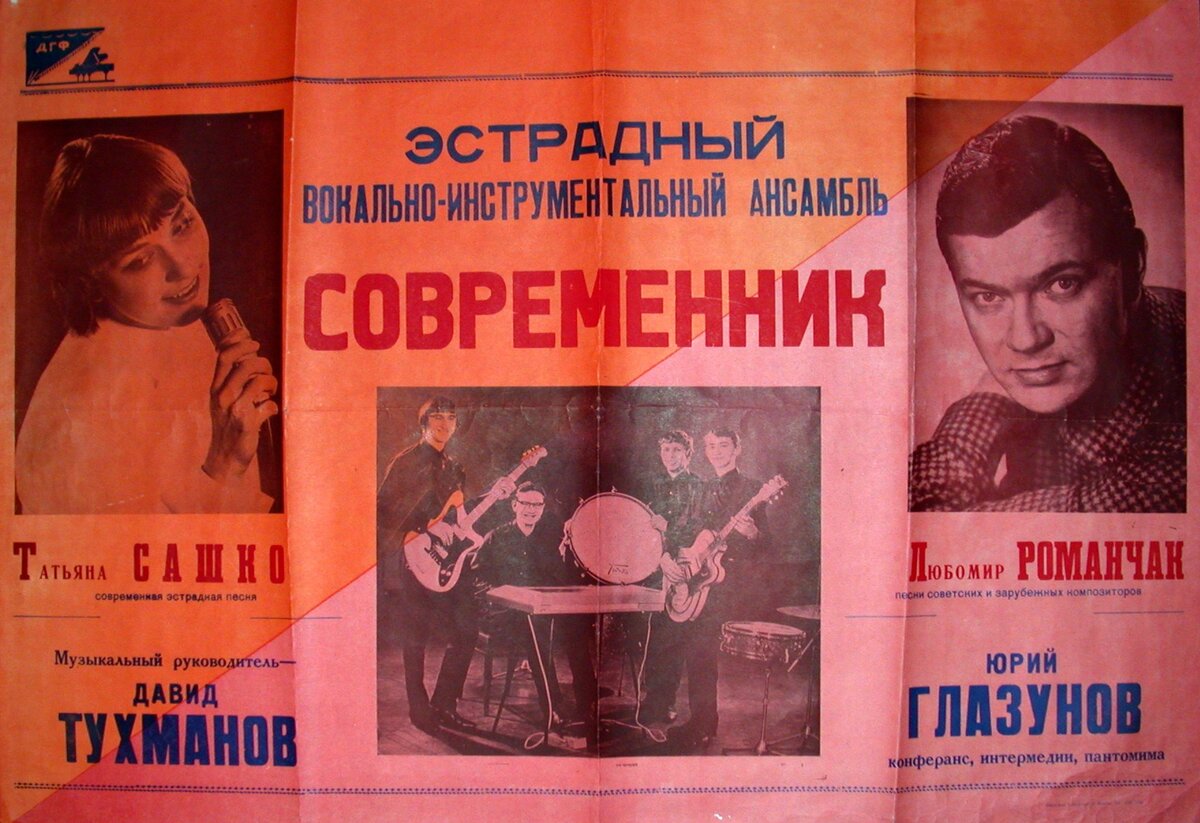 ДГФ
ЭСТРАДНЫЙ
ВОКАЛЬНО-ИНСТРУМЕНТАЛЬНЫЙ АНСАМБЛЬ
СОВРЕМЕННИК
Татьяна САШКО
современная эстрадная песня
Любомир РОМАНЧАК
песни советских и зарубежных композиторов
Музыкальный руководитель—
ДАВИД
ТУХМАНОВ
ЮРИЙ
ГЛАЗУНОВ
конферанс, интермедии, пантомима